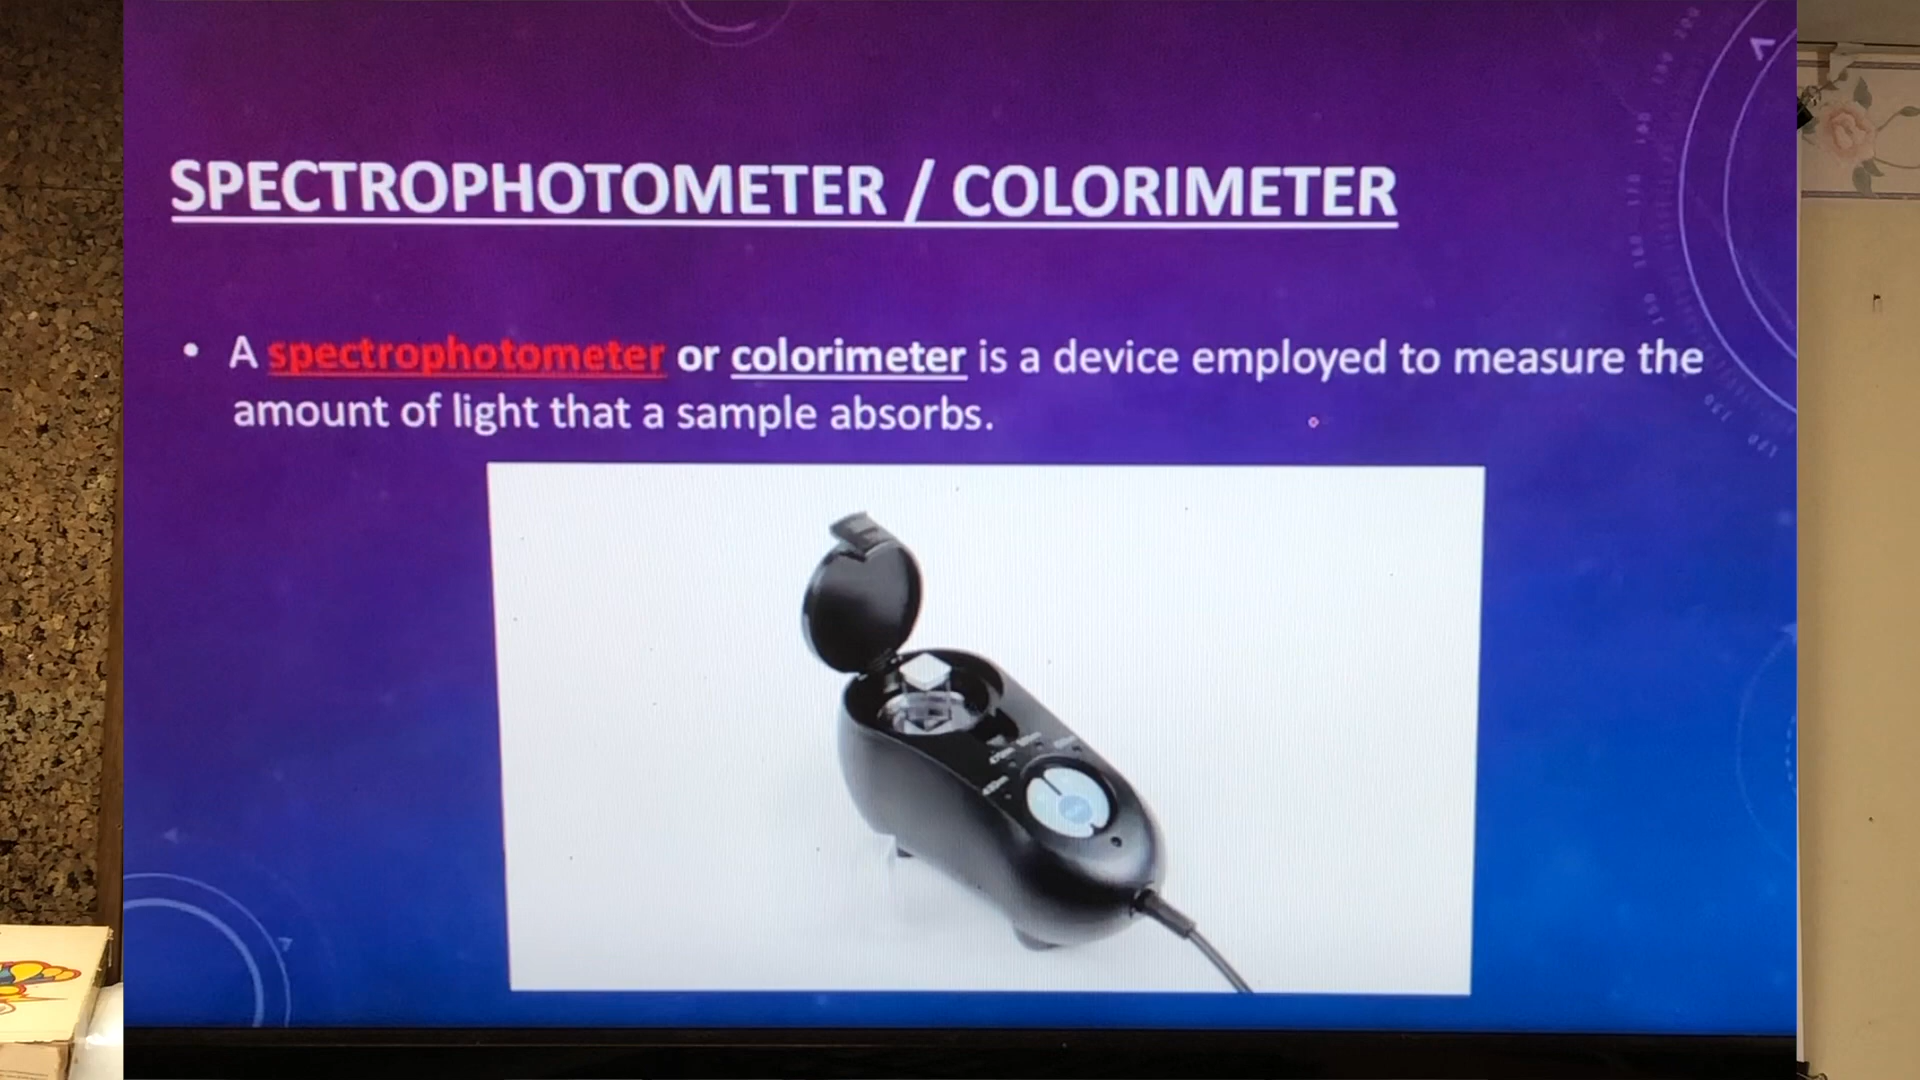 SPECTROPHOTOMETER / COLORIMETER
• A spectrophotometer or colorimeter is a device employed to measure the
amount of light that a sample absorbs.